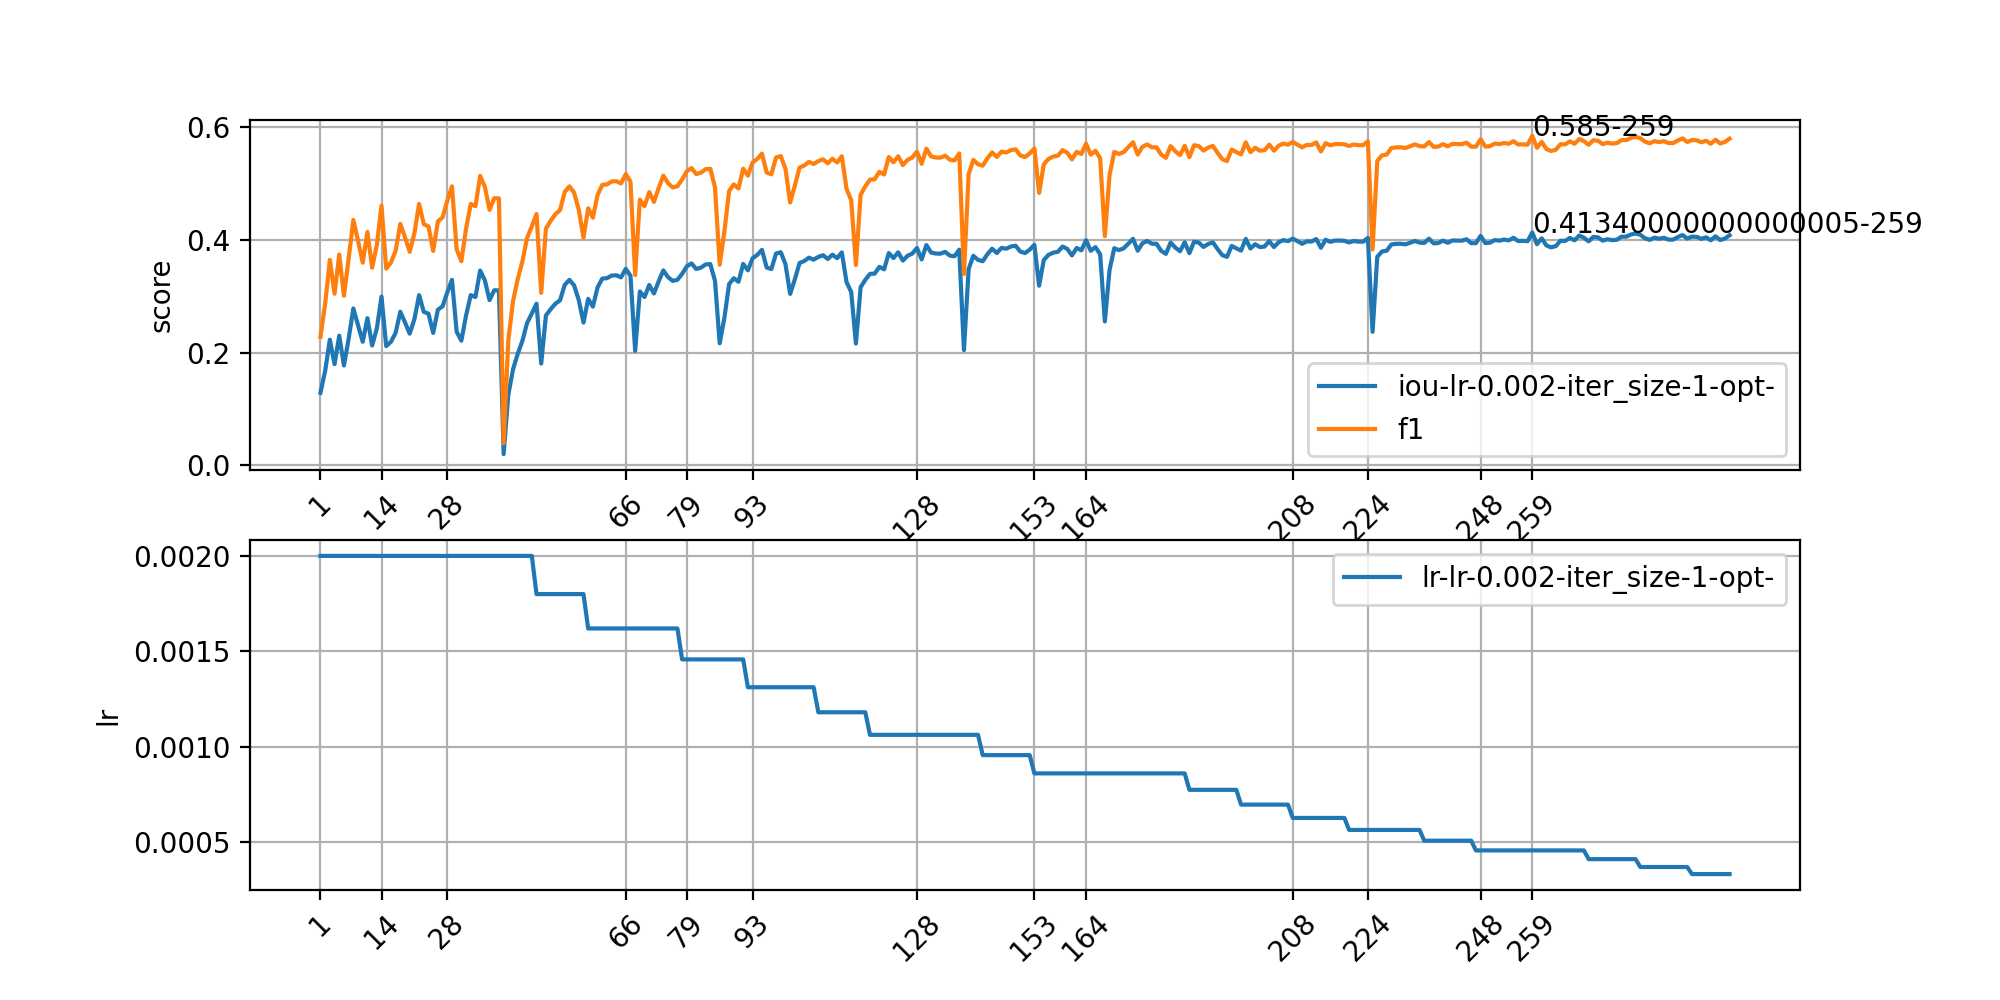 0.6
0.4
0.2
0.0
score
0.585-259
0.41340000000000005-259
iou-lr-0.002-iter_size-1-opt-
f1
1 14 28 66 79 93 128 153 164 208 224 248 259
0.0020
0.0015
0.0010
0.0005
lr
lr-lr-0.002-iter_size-1-opt-
1 14 28 66 79 93 128 153 164 208 224 248 259